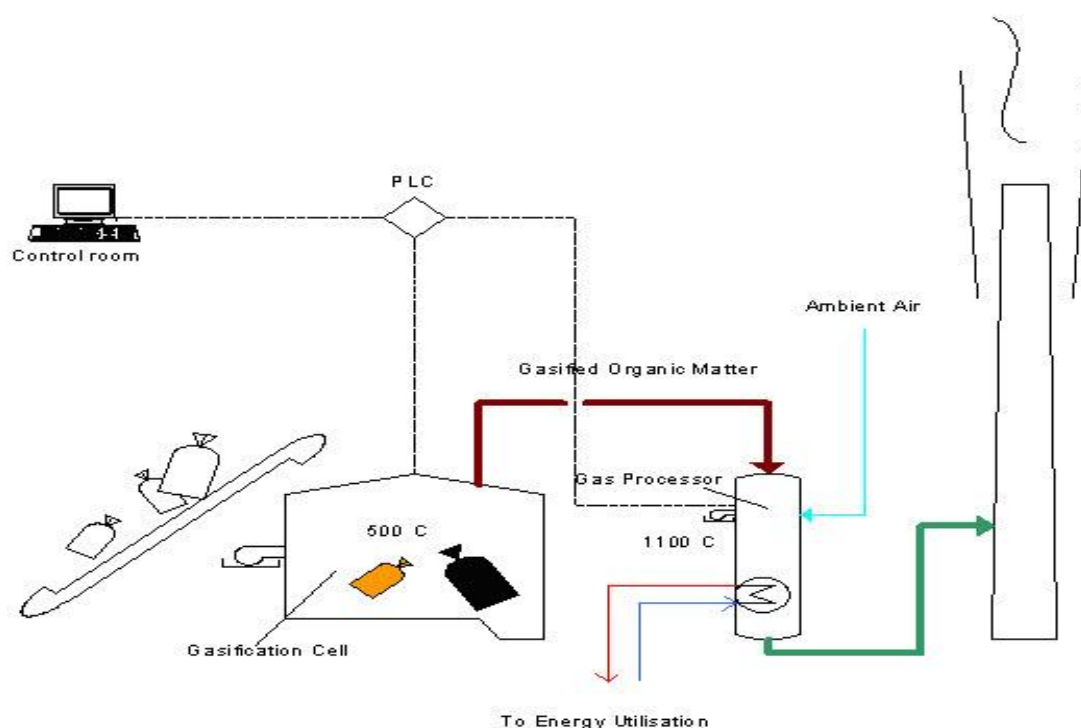 PLC
Control room
Ambient Air
Gasified Organic Matter
Gas Processor
500 C
1100 C
Gasification Cell
To Energy Utilisation